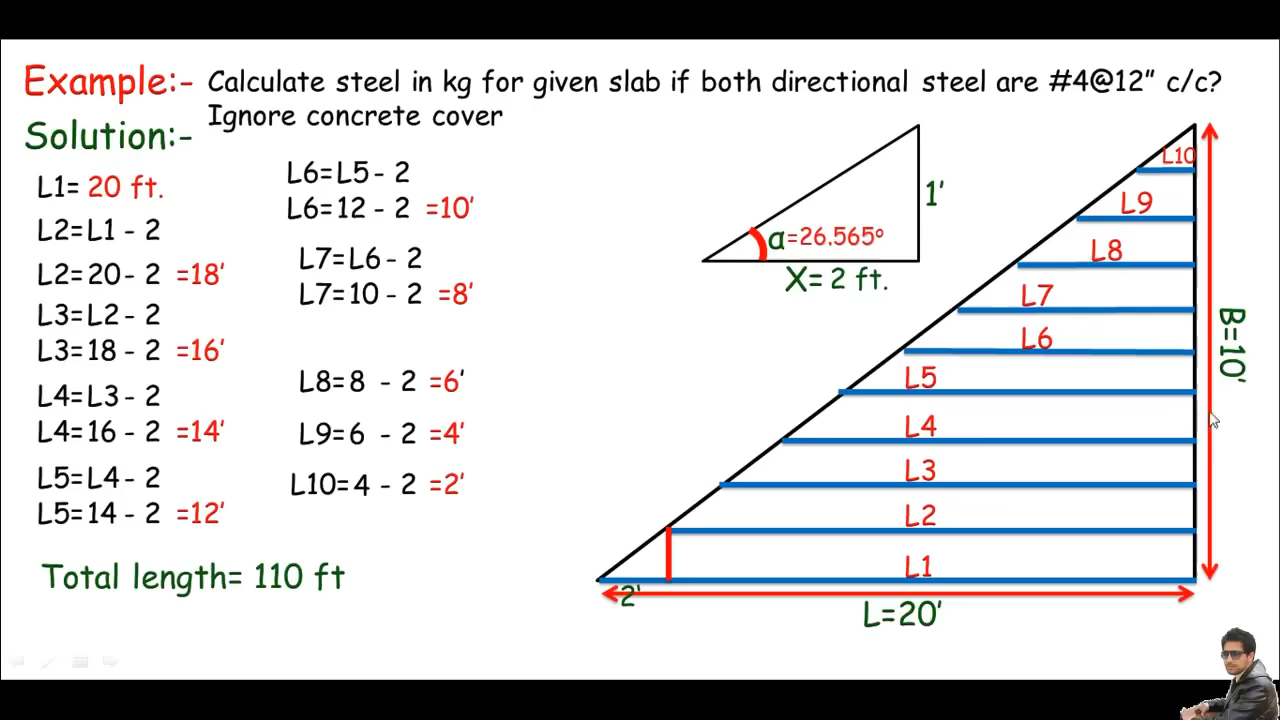 Example:- Calculate steel in kg for given slab if both directional steel are #4@12" c/c?
Ignore concrete cover
Solution:-
L1= 20 ft.
L2=L1 - 2
L2=20 - 2 =18'
L3=L2 - 2
L3=18 - 2 =16'
L4=L3 - 2
L4=16 - 2 =14'
L5=L4 - 2
L5=14 - 2 =12'
L6=L5 - 2
L6=12 - 2 =10'
L7=L6 - 2
L7=10 - 2 =8'
L8=8 - 2 =6'
L9=6 - 2 =4'
L10=4 - 2 =2'
Total length= 110 ft
1'
α=26.565°
X= 2 ft.
L10
L9
L8
L7
L6
L5
L4
L3
L2
L1
2'
L=20'
B=10'